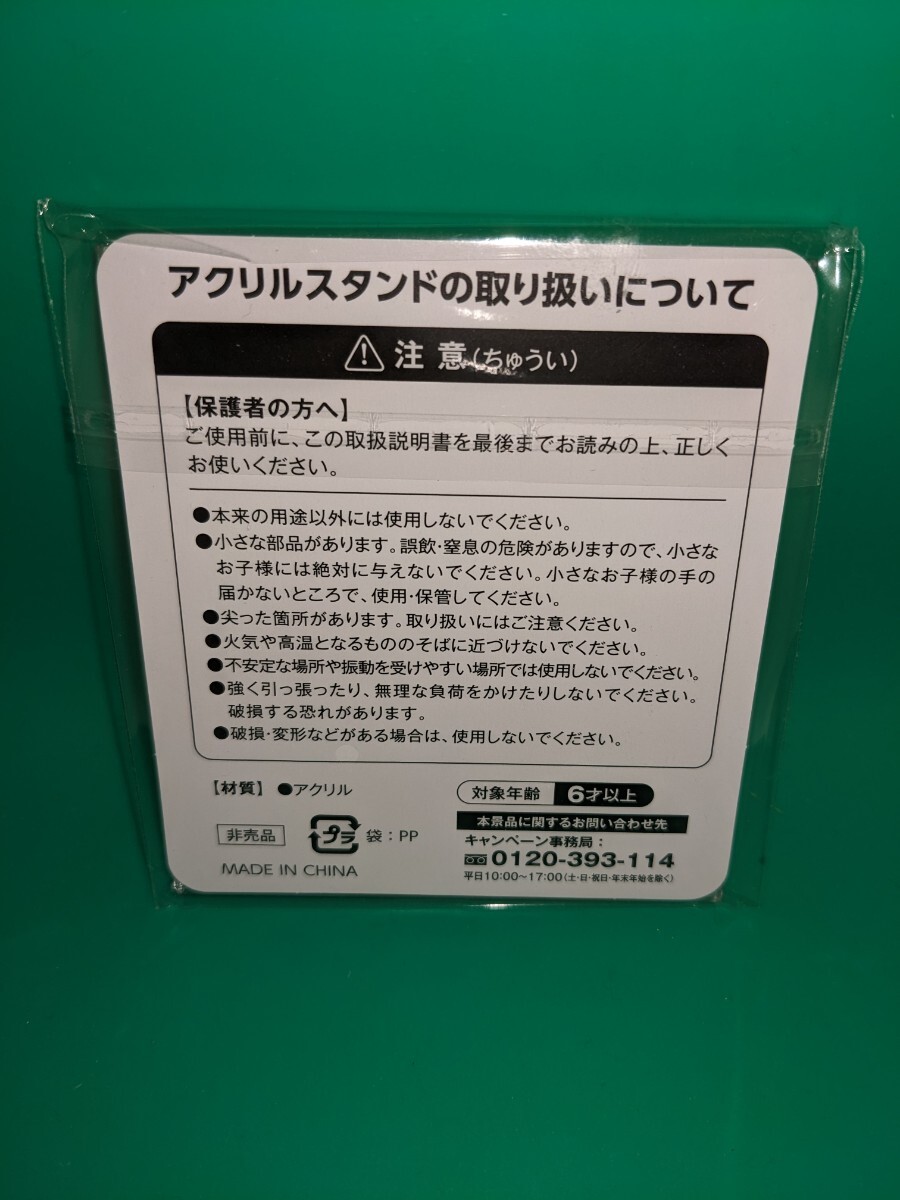 アクリルスタンドの取り扱いについて
注意(ちゅうい)
【保護者の方へ】
ご使用前に、この取扱説明書を最後までお読みの上、正しく
お使いください。
●本来の用途以外には使用しないでください。
●小さな部品があります。誤飲・窒息の危険がありますので、小さな
お子様には絶対に与えないでください。小さなお子様の手の
届かないところで、使用・保管してください。
●尖った箇所があります。取り扱いにはご注意ください。
●火気や高温となるもののそばに近づけないでください。
●不安定な場所や振動を受けやすい場所では使用しないでください。
●強く引っ張ったり、無理な負荷をかけたりしないでください。
破損する恐れがあります。
●破損・変形などがある場合は、使用しないでください。
【材質】 ●アクリル
対象年齢 6才以上
非売品 プラ 袋：PP
MADE IN CHINA
本景品に関するお問い合わせ先
キャンペーン事務局：
0120-393-114
平日10:00～17:00(土・日・祝日・年末年始を除く)